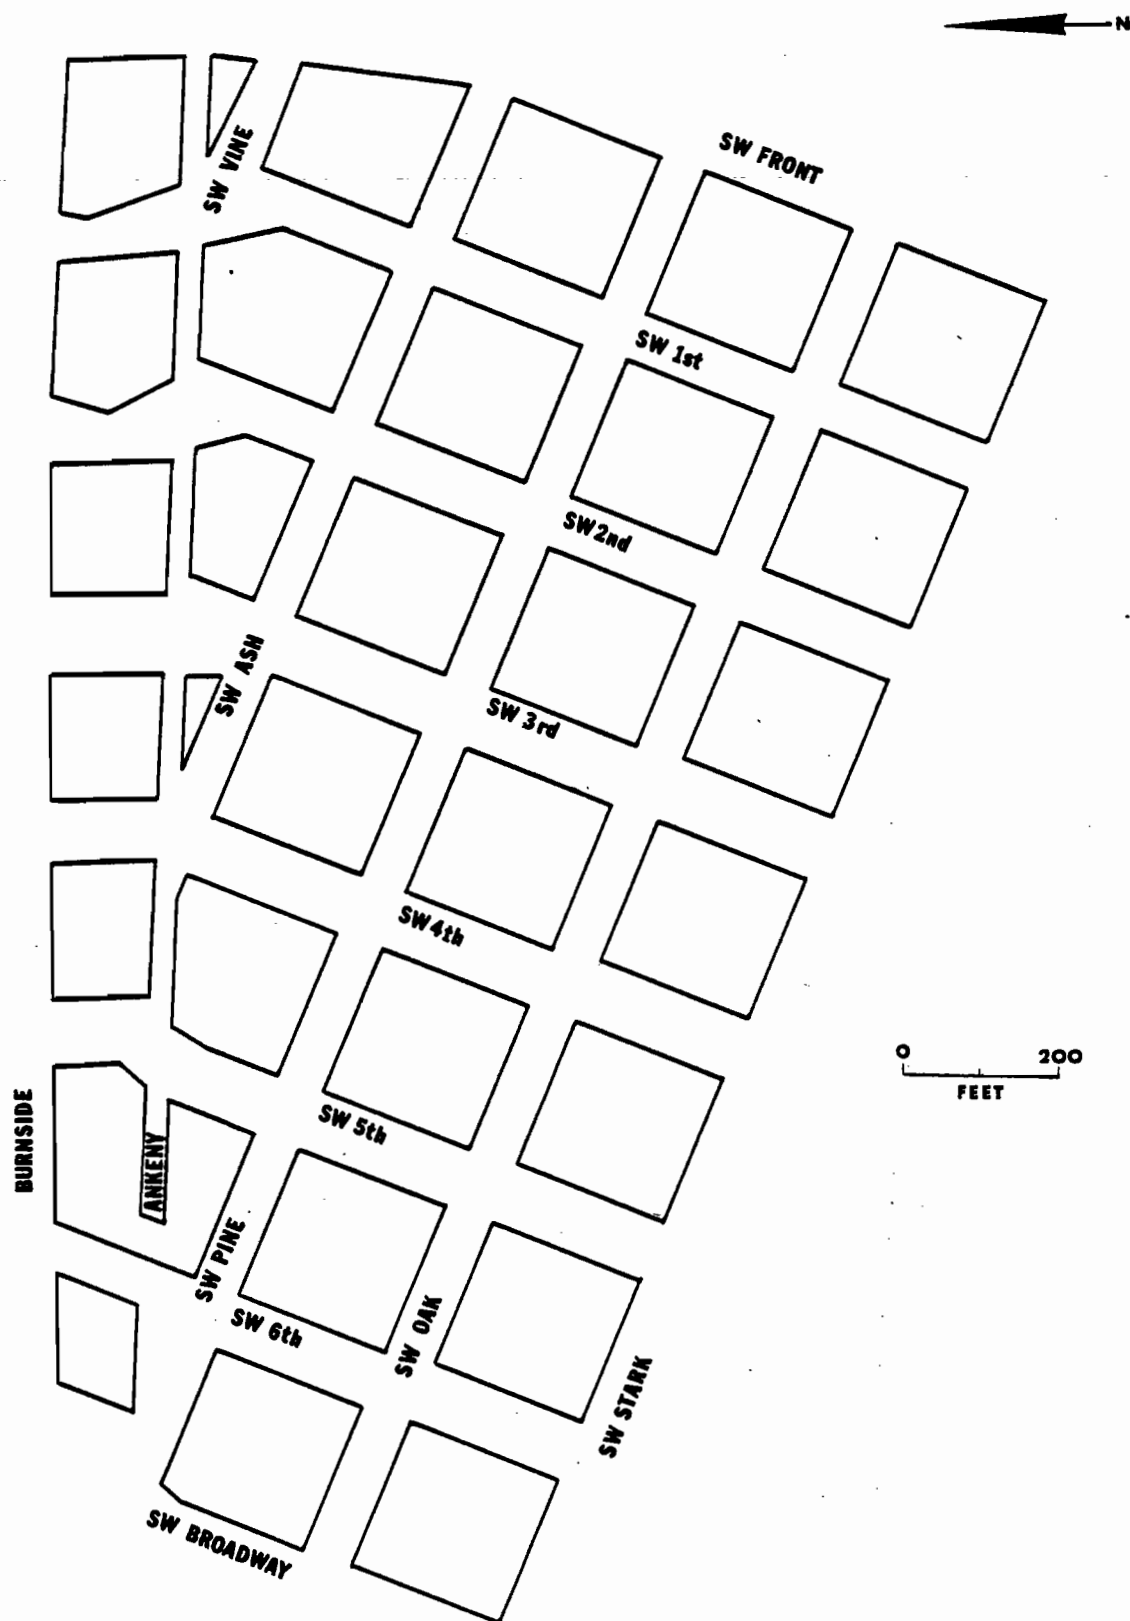 N
SW FRONT
SW VINE
SW 1st
SW 2nd
SW ASH
SW 3rd
SW 4th
0 200
FEET
BURNSIDE
ANKENY
SW 5th
SW PINE
SW 6th
SW OAK
SW STARK
SW BROADWAY